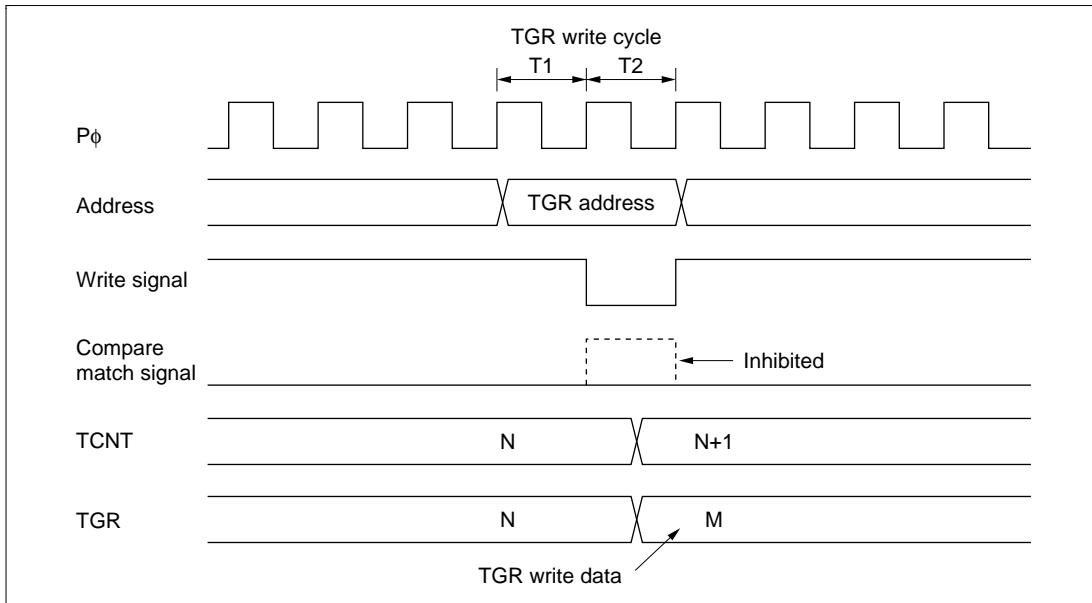 TGR write cycle
T1 T2
Pϕ
Address TGR address
Write signal
Compare
match signal Inhibited
TCNT N N+1
TGR N M
TGR write data